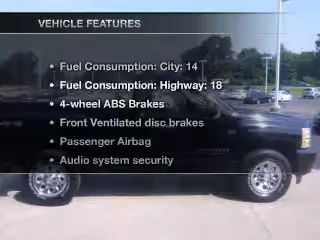 VEHICLE FEATURES
• Fuel Consumption: City: 14
• Fuel Consumption: Highway: 18
• 4-wheel ABS Brakes
• Front Ventilated disc brakes
• Passenger Airbag
• Audio system security